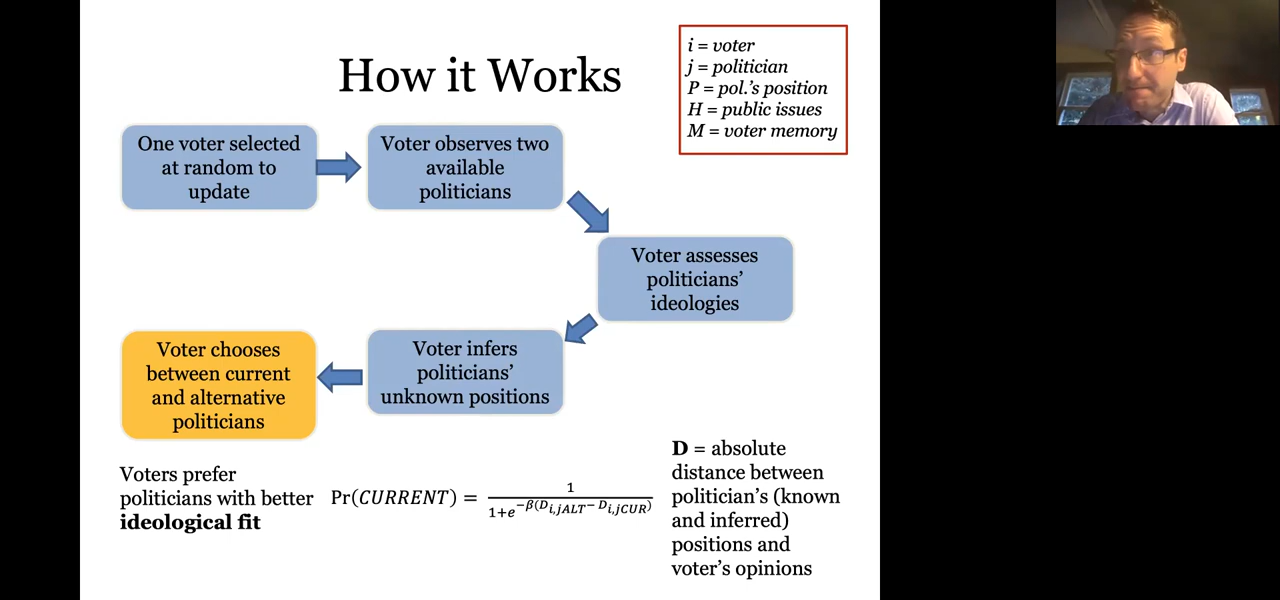 How it Works
i = voter
j = politician
P = pol.'s position
H = public issues
M = voter memory
One voter selected
at random to
update
Voter observes two
available
politicians
Voter assesses
politicians'
ideologies
Voter infers
politicians'
unknown positions
Voter chooses
between current
and alternative
politicians
Voters prefer
politicians with better
ideological fit
Pr(CURRENT) = 1 / 1+e^−β(D_i,jALT − D_i,jCUR)
D = absolute
distance between
politician's (known
and inferred)
positions and
voter's opinions